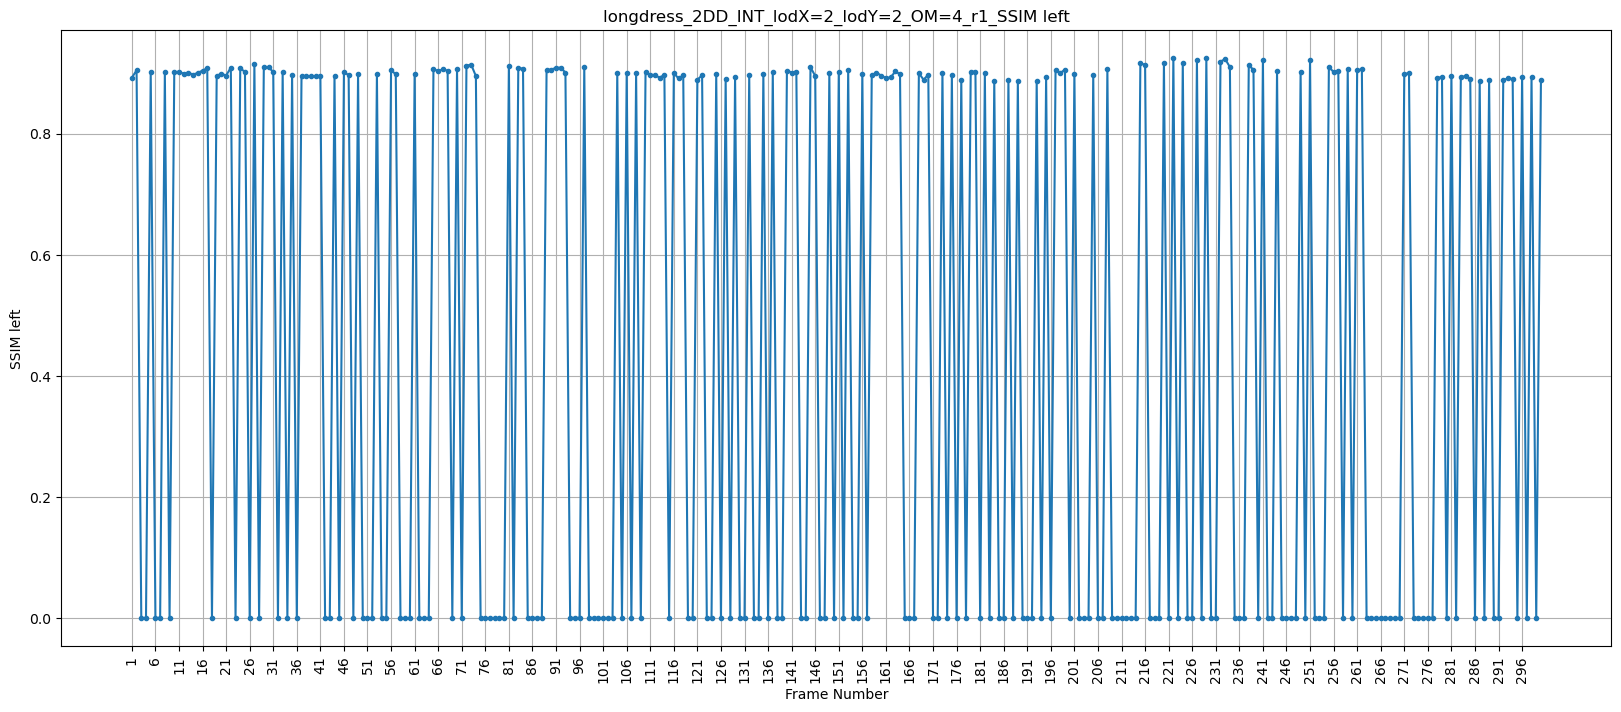 longdress_2DD_INT_lodX=2_lodY=2_OM=4_r1_SSIM left
SSIM left
0.8
0.6
0.4
0.2
0.0
1 6 11 16 21 26 31 36 41 46 51 56 61 66 71 76 81 86 91 96 101 106 111 116 121 126 131 136 141 146 151 156 161 166 171 176 181 186 191 196 201 206 211 216 221 226 231 236 241 246 251 256 261 266 271 276 281 286 291 296
Frame Number